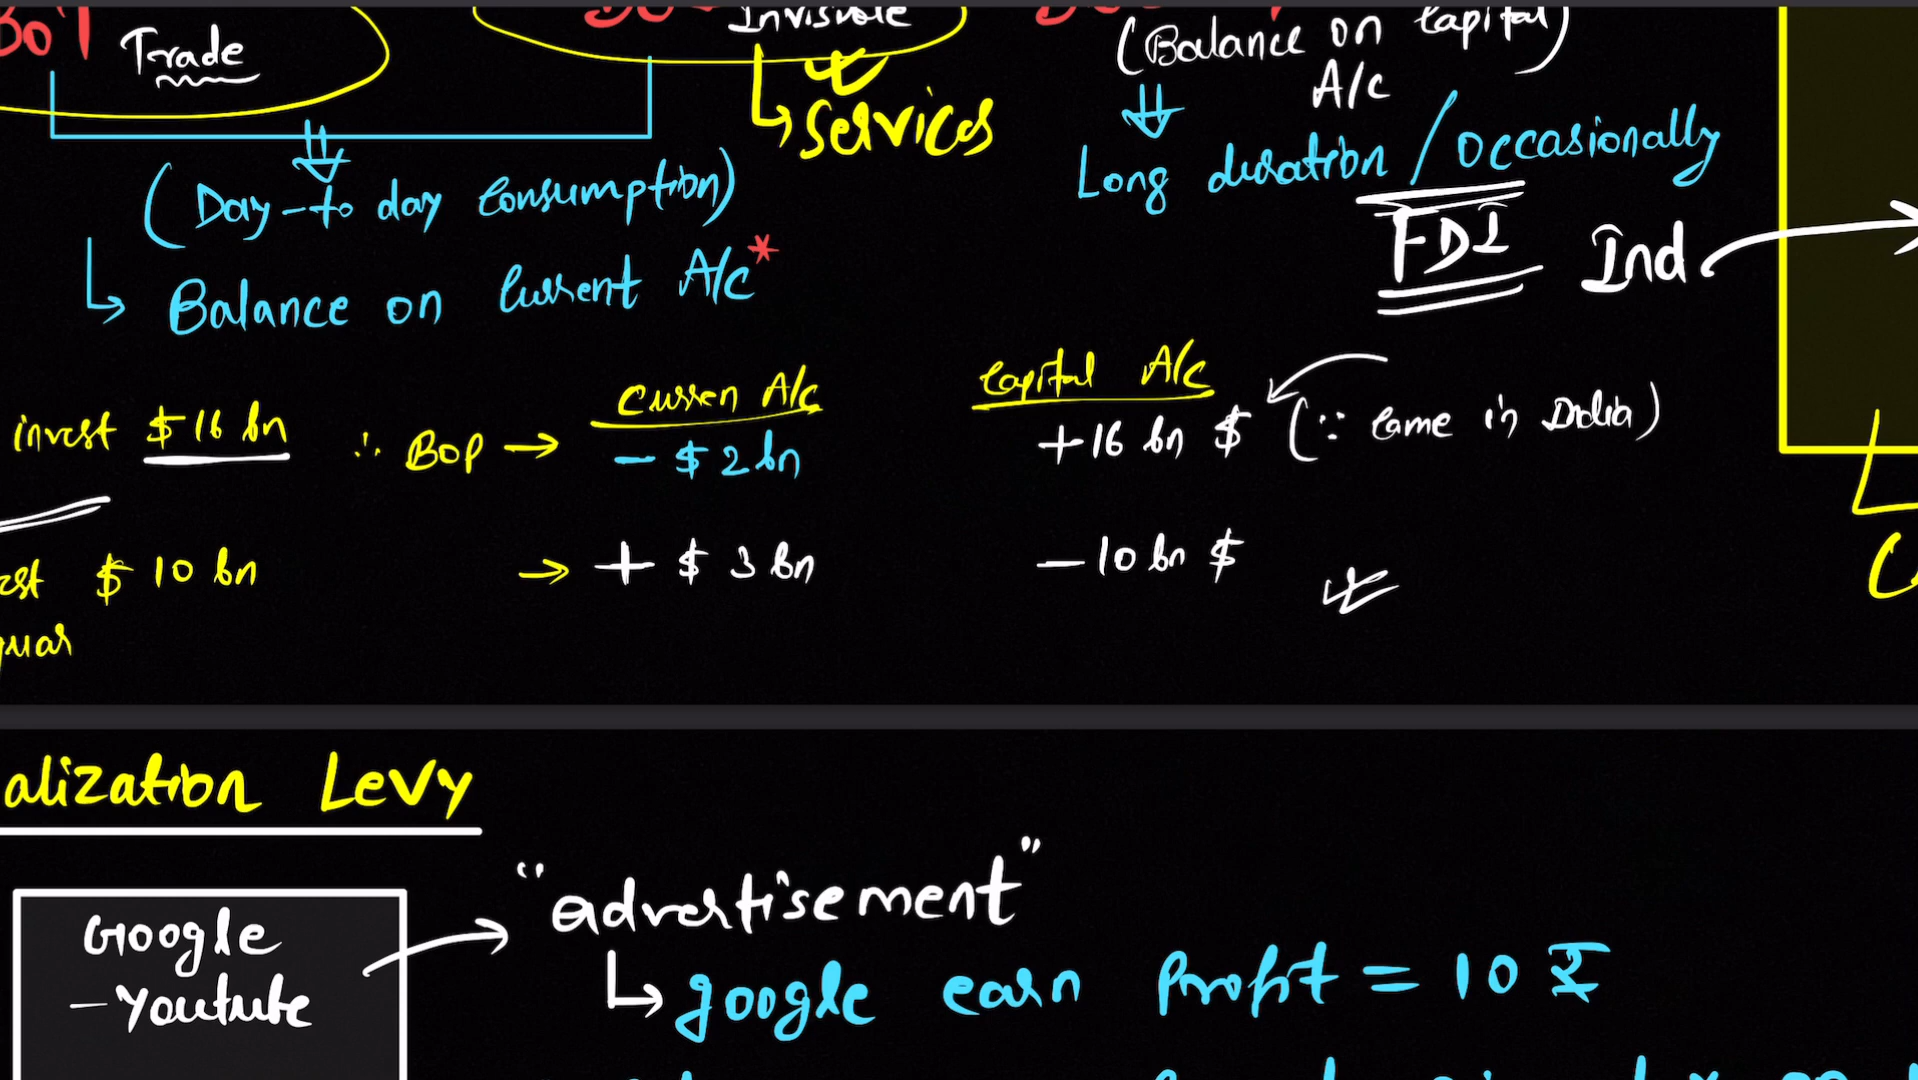 BOT Trade
Invisible
(Balance on Capital)
A/c
↳ Services
Long duration / Occasionally
(Day-to day Consumption)
FDI Ind
↳ Balance on Current A/c*
invest $16 bn ∴ BOP → Curren A/c Capital A/c
- $2 bn +16 bn $ (∵ Came in India)
$ 10 bn → + $ 3 bn - 10 bn $
alization Levy
"advertisement"
Google
- Youtube
↳ google earn Profit = 10 ₹